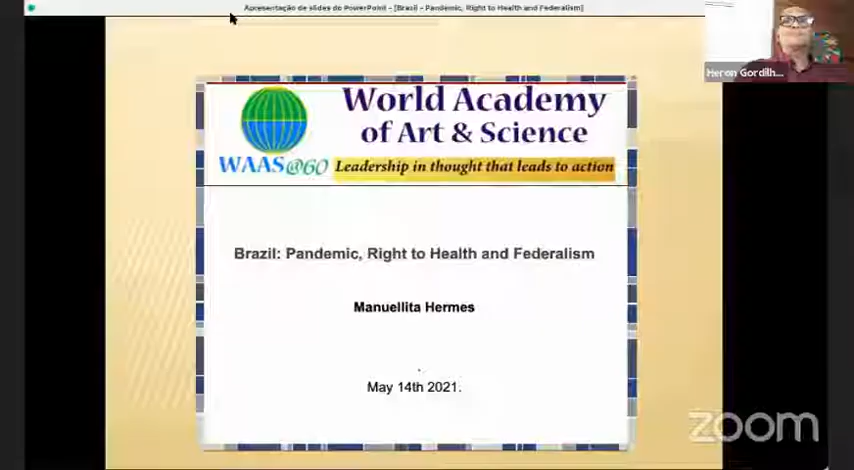 Apresentação de slides do PowerPoint - [Brazil - Pandemic, Right to Health and Federalism]
Heron Gordilh...
World Academy
of Art & Science
WAAS@60
Leadership in thought that leads to action
Brazil: Pandemic, Right to Health and Federalism
Manuellita Hermes
May 14th 2021.
zoom